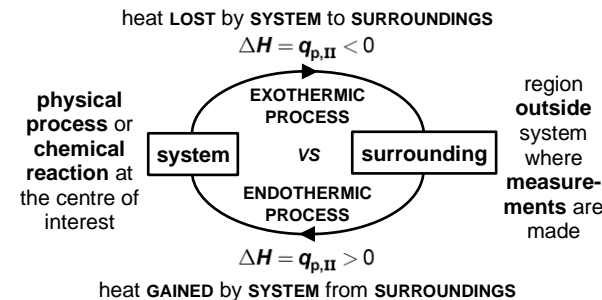 heat LOST by SYSTEM to SURROUNDINGS
ΔH = qp,II < 0
EXOTHERMIC
PROCESS
physical
process or
chemical
reaction at
the centre of
interest
system
vs
surrounding
region
outside
system
where
measure-
ments are
made
ENDOTHERMIC
PROCESS
ΔH = qp,II > 0
heat GAINED by SYSTEM from SURROUNDINGS